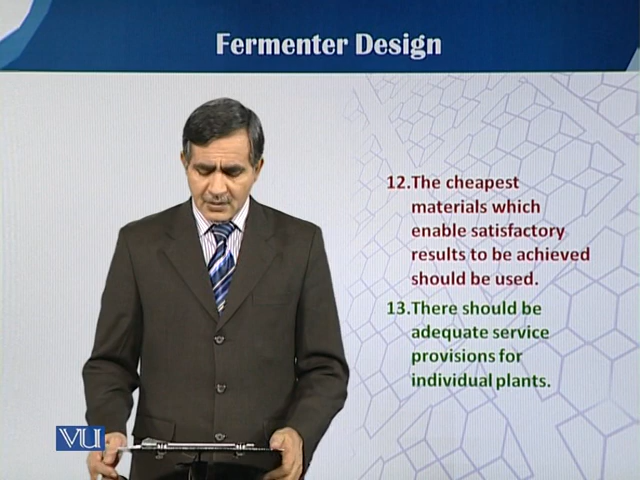 Fermenter Design
12.The cheapest
materials which
enable satisfactory
results to be achieved
should be used.
13.There should be
adequate service
provisions for
individual plants.
VU